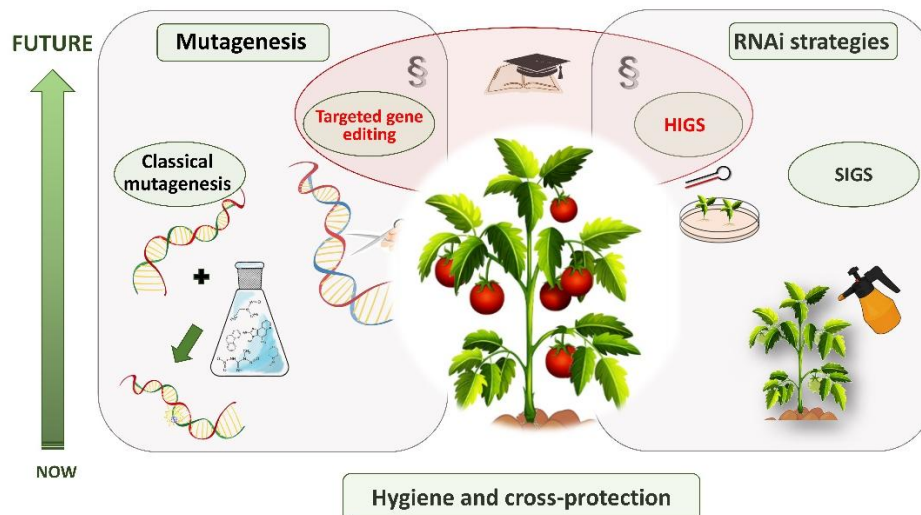 FUTURE
Mutagenesis
RNAi strategies
§
§
Targeted gene
editing
HIGS
Classical
mutagenesis
SIGS
+
NOW
Hygiene and cross-protection